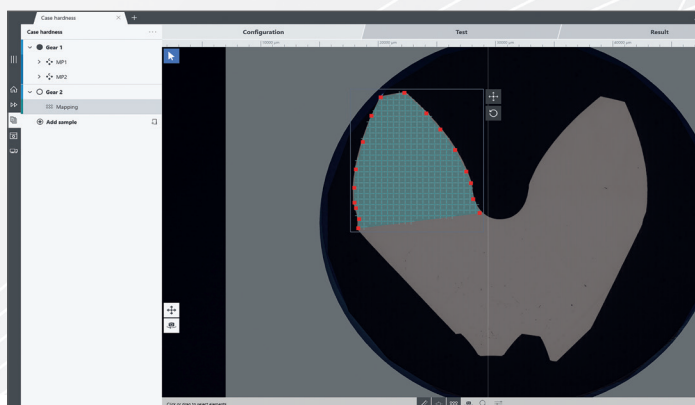 Case hardness
Case hardness
Configuration
Test
Result
Gear 1
MP1
MP2
Gear 2
Mapping
Add sample